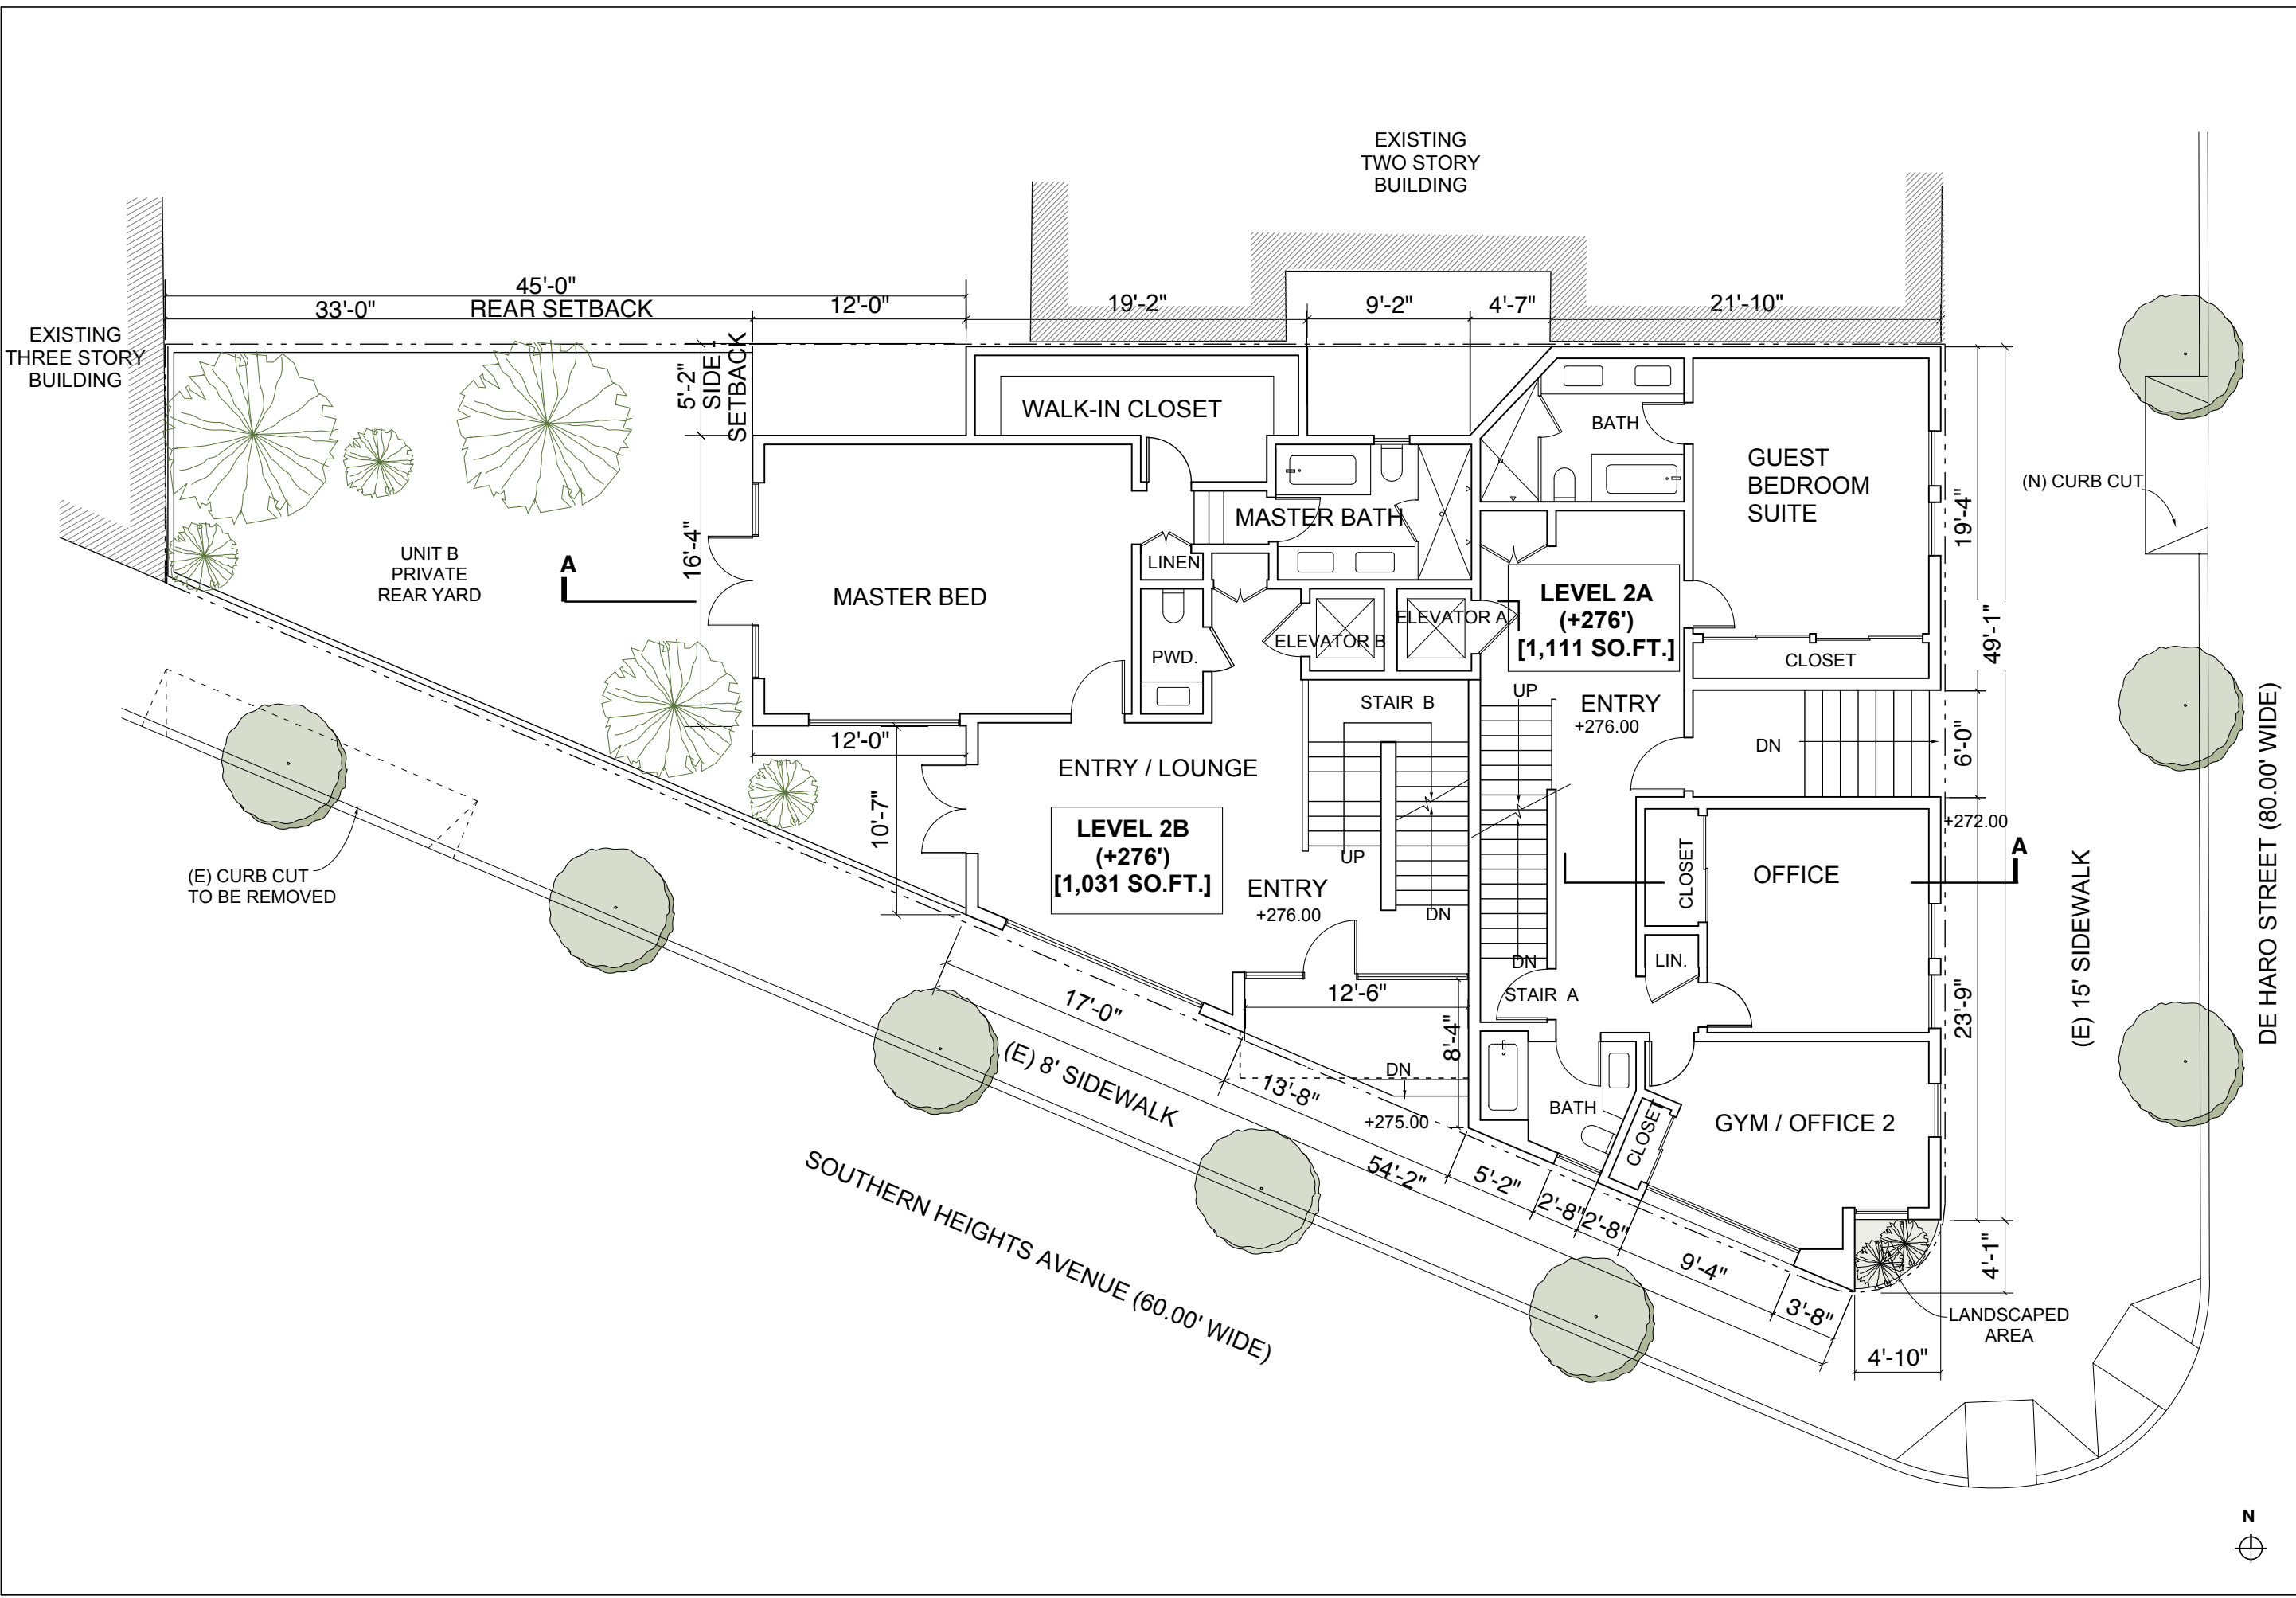 EXISTING
TWO STORY
BUILDING
45'-0"
33'-0"
REAR SETBACK
12'-0"
19'-2"
9'-2"
4'-7"
21'-10"
EXISTING
THREE STORY
BUILDING
5'-2"
SIDE -
SETBACK
WALK-IN CLOSET
BATH
GUEST
BEDROOM
SUITE
(N) CURB CUT
19'-4"
16'-4"
MASTER BATH
UNIT B
PRIVATE
REAR YARD
A
LINEN
MASTER BED
LEVEL 2A
(+276')
[1,111 SQ.FT.]
ELEVATOR B
ELEVATOR A
PWD.
CLOSET
49'-1"
UP
STAIR B
ENTRY
+276.00
DN
6'-0"
12'-0"
ENTRY / LOUNGE
10'-7"
LEVEL 2B
(+276')
[1,031 SQ.FT.]
UP
ENTRY
+276.00
DN
CLOSET
OFFICE
+272.00
A
(E) CURB CUT
TO BE REMOVED
(E) 15' SIDEWALK
DE HARO STREET (80.00' WIDE)
DN
LIN.
STAIR A
12'-6"
8'-4"
23'-9"
17'-0"
(E) 8' SIDEWALK
DN
13'-8"
+275.00
BATH
CLOSET
GYM / OFFICE 2
54'-2"
5'-2"
2'-8"
2'-8"
9'-4"
3'-8"
4'-1"
SOUTHERN HEIGHTS AVENUE (60.00' WIDE)
LANDSCAPED
AREA
4'-10"
N